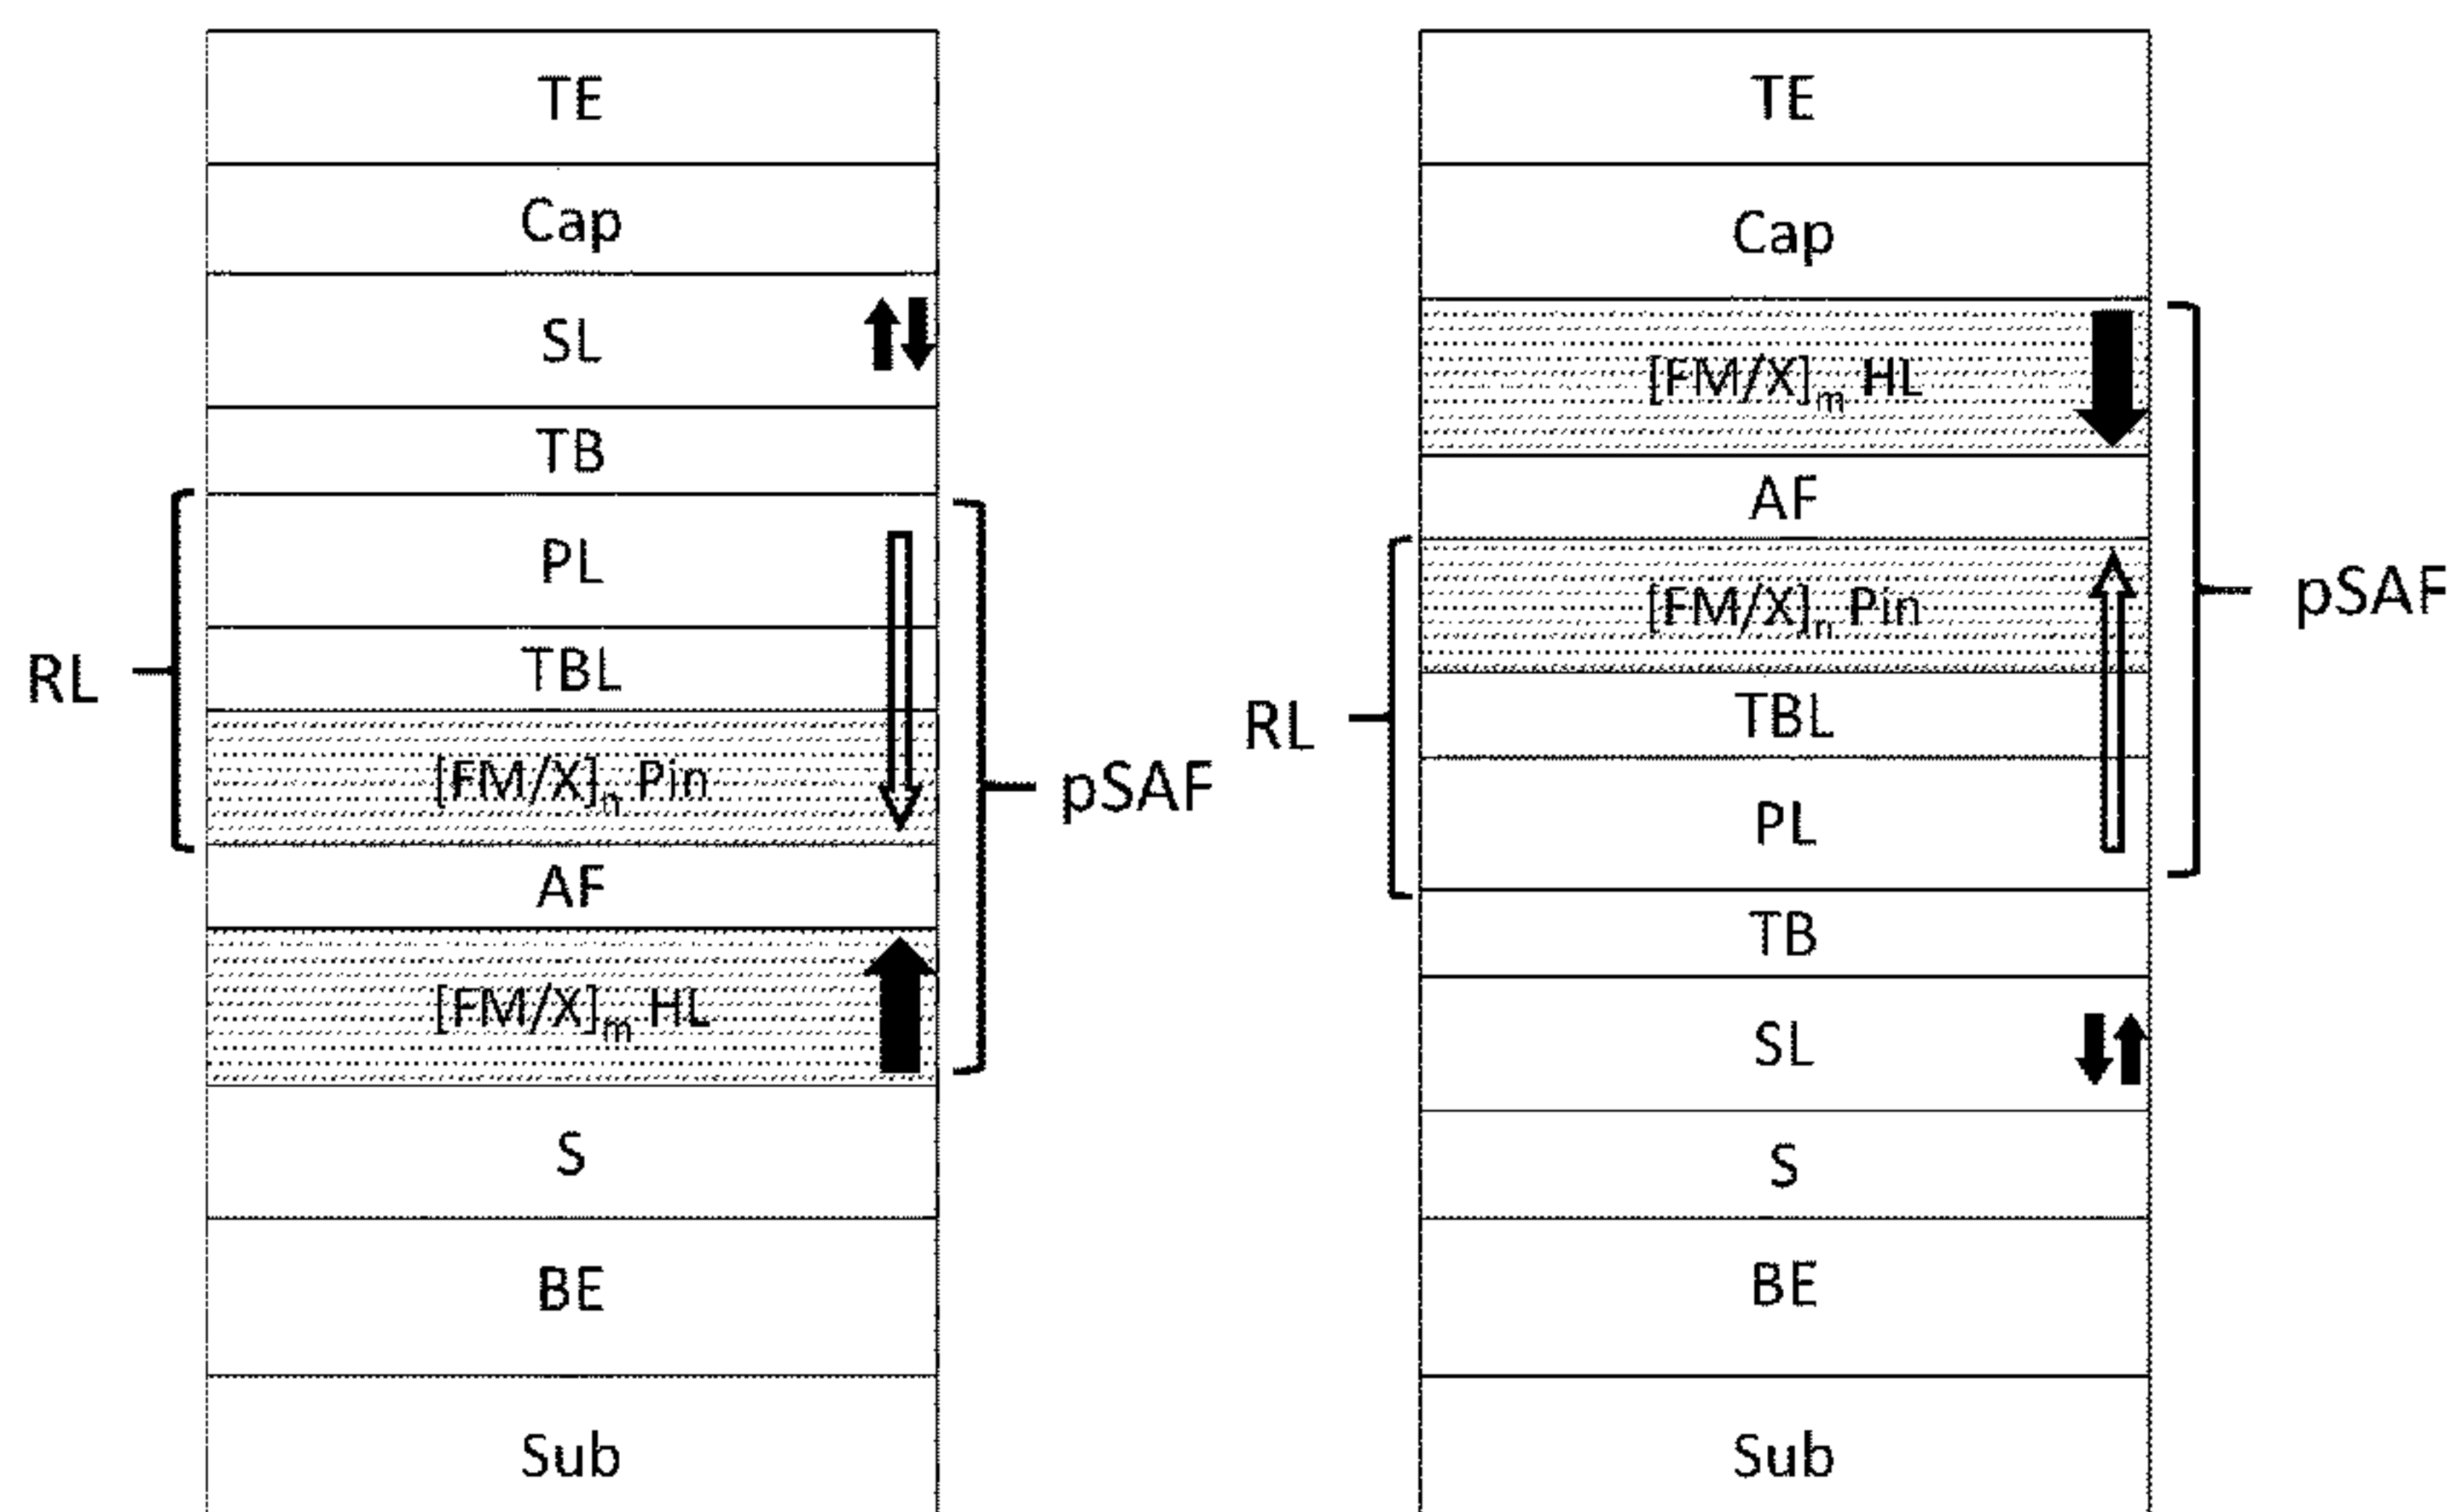 TE
Cap
SL
TB
PL
TBL
[FM/X]n Pin
AF
[FM/X]m HL
S
BE
Sub
RL
pSAF
TE
Cap
[FM/X]m HL
AF
[FM/X]n Pin
TBL
PL
TB
SL
S
BE
Sub
RL
pSAF